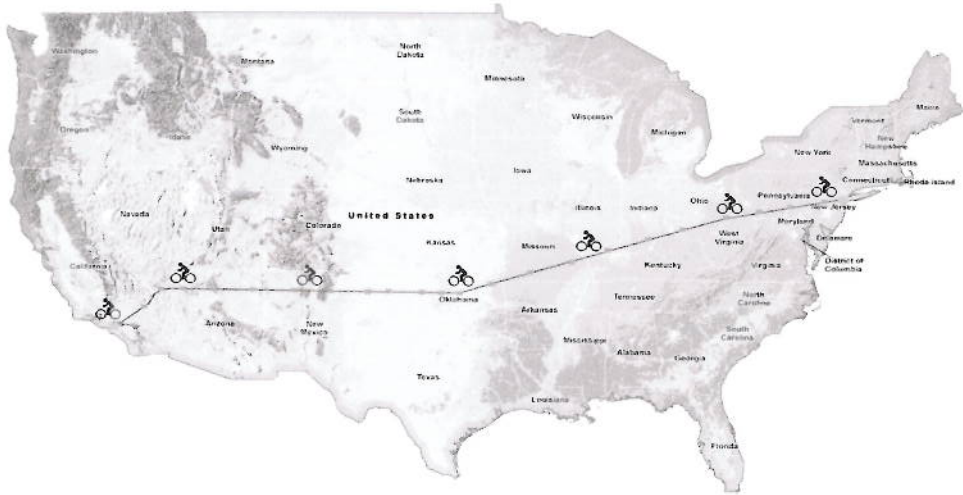 Washington
Montana
North
Dakota
Minnesota
Maine
Oregon
Idaho
South
Dakota
Wisconsin
Michigan
Vermont
New
Hampshire
Wyoming
New York
Massachusetts
Nebraska
Iowa
Connecticut
Rhode Island
Pennsylvania
Nevada
Utah
Colorado
United States
Kansas
Missouri
Illinois
Indiana
Ohio
New Jersey
Maryland
West
Virginia
Delaware
California
Kentucky
Virginia
District of
Columbia
Oklahoma
Tennessee
North
Carolina
Arizona
New
Mexico
Arkansas
South
Carolina
Mississippi
Alabama
Georgia
Texas
Louisiana
Florida